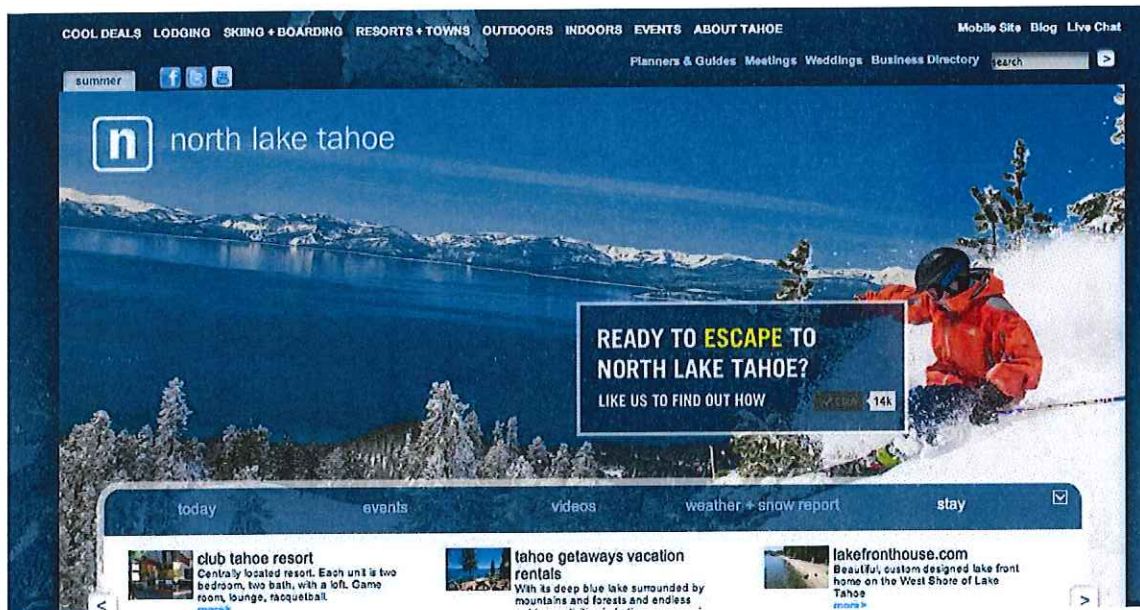 COOL DEALS LODGING SKIING + BOARDING RESORTS + TOWNS OUTDOORS INDOORS EVENTS ABOUT TAHOE
Mobile Site Blog Live Chat
Planners & Guides Meetings Weddings Business Directory search >
summer
n north lake tahoe
READY TO ESCAPE TO
NORTH LAKE TAHOE?
LIKE US TO FIND OUT HOW 14k
today events videos weather + snow report stay
club tahoe resort
Centrally located resort. Each unit is two
bedroom, two bath, with a loft. Game
room, lounge, racquetball.
more>
tahoe getaways vacation
rentals
With its deep blue lake surrounded by
mountains and forests and endless
lakefronthouse.com
Beautiful, custom designed lake front
home on the West Shore of Lake
Tahoe
more>
< >